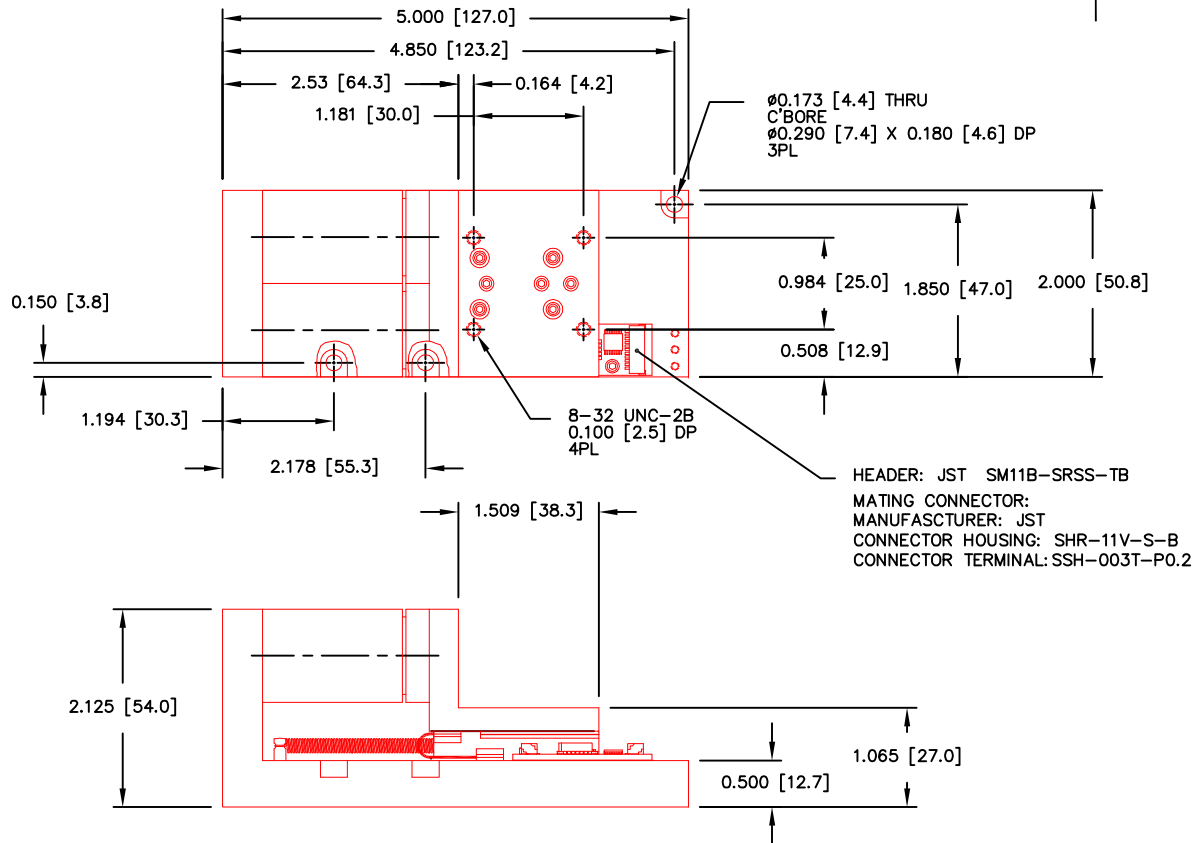 5.000 [127.0]
4.850 [123.2]
2.53 [64.3]
0.164 [4.2]
1.181 [30.0]
ø0.173 [4.4] THRU
C'BORE
ø0.290 [7.4] X 0.180 [4.6] DP
3PL
0.150 [3.8]
0.984 [25.0]
1.850 [47.0]
2.000 [50.8]
0.508 [12.9]
1.194 [30.3]
2.178 [55.3]
8-32 UNC-2B
0.100 [2.5] DP
4PL
HEADER: JST SM11B-SRSS-TB
MATING CONNECTOR:
MANUFASCTURER: JST
CONNECTOR HOUSING: SHR-11V-S-B
CONNECTOR TERMINAL: SSH-003T-P0.2
1.509 [38.3]
2.125 [54.0]
1.065 [27.0]
0.500 [12.7]